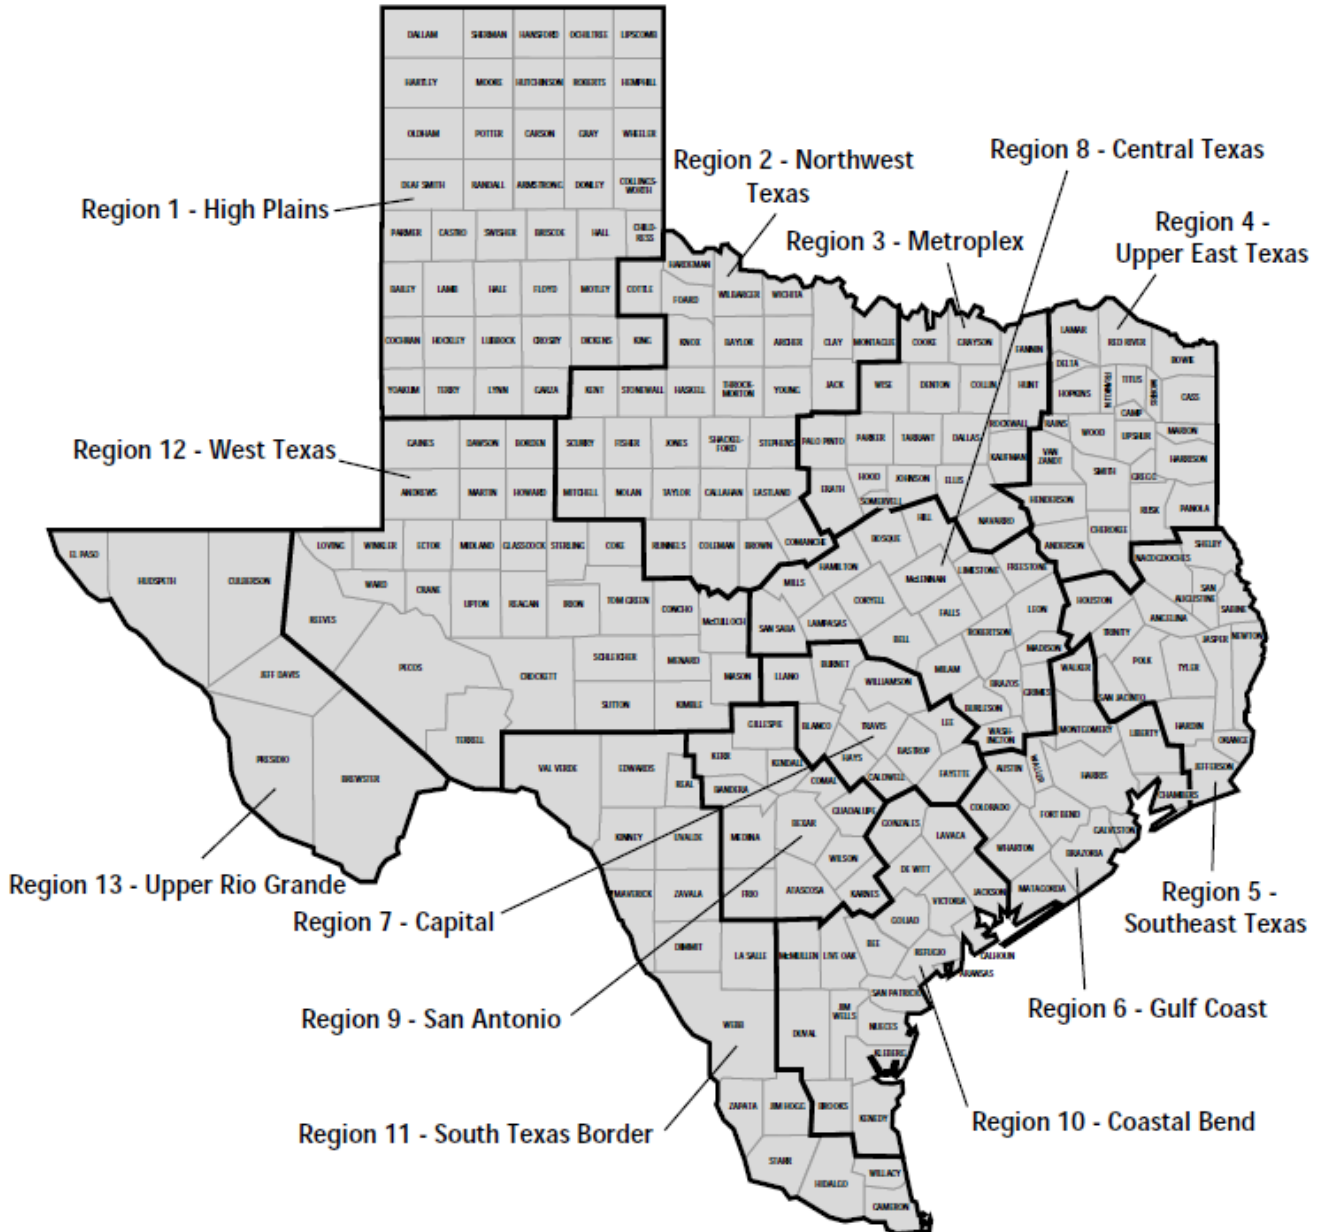 DALLAM SHERMAN HANSFORD OCHILTREE LIPSCOMB
HARTLEY MOORE HUTCHINSON ROBERTS HEMPHILL
OLDHAM POTTER CARSON GRAY WHEELER
DEAF SMITH RANDALL ARMSTRONG DONLEY COLLINGS-
WORTH
PARMER CASTRO SWISHER BRISCOE HALL CHILD-
RESS
BAILEY LAMB HALE FLOYD MOTLEY COTTLE
COCHRAN HOCKLEY LUBBOCK CROSBY DICKENS KING
YOAKUM TERRY LYNN GARZA KENT STONEWALL HASKELL THROCK-
MORTON YOUNG JACK
HARDEMAN
FOARD WILBARGER WICHITA
KNOX BAYLOR ARCHER CLAY MONTAGUE COOKE GRAYSON FANNIN
WISE DENTON COLLIN HUNT
LAMAR RED RIVER BOWIE
DELTA
HOPKINS FRANKLIN TITUS MORRIS CASS
CAMP
Region 1 - High Plains
Region 2 - Northwest
Texas
Region 3 - Metroplex
Region 8 - Central Texas
Region 4 -
Upper East Texas
Region 12 - West Texas
GAINES DAWSON BORDEN SCURRY FISHER JONES SHACKEL-
FORD STEPHENS PALO PINTO PARKER TARRANT DALLAS ROCKWALL
KAUFMAN
RAINS WOOD UPSHUR MARION
VAN
ZANDT SMITH GREGG HARRISON
ANDREWS MARTIN HOWARD MITCHELL NOLAN TAYLOR CALLAHAN EASTLAND ERATH HOOD JOHNSON ELLIS
SOMERVELL
HENDERSON RUSK PANOLA
EL PASO HUDSPETH CULBERSON
LOVING WINKLER ECTOR MIDLAND GLASSCOCK STERLING COKE RUNNELS COLEMAN BROWN COMANCHE
BOSQUE HILL NAVARRO ANDERSON CHEROKEE
NACOGDOCHES SHELBY
WARD CRANE UPTON REAGAN IRION TOM GREEN CONCHO McCULLOCH
MILLS HAMILTON McLENNAN LIMESTONE FREESTONE
SAN SABA LAMPASAS CORYELL FALLS LEON
HOUSTON SAN
AUGUSTINE SABINE
ANGELINA
REEVES PECOS CROCKETT SCHLEICHER MENARD MASON
BELL ROBERTSON MADISON TRINITY JASPER NEWTON
POLK TYLER
JEFF DAVIS SUTTON KIMBLE LLANO BURNET WILLIAMSON MILAM BRAZOS GRIMES WALKER
SAN JACINTO
BURLESON
PRESIDIO BREWSTER TERRELL
VAL VERDE EDWARDS REAL KERR GILLESPIE BLANCO TRAVIS LEE WASH-
INGTON MONTGOMERY LIBERTY HARDIN ORANGE
JEFFERSON
BANDERA KENDALL HAYS BASTROP
COMAL CALDWELL FAYETTE AUSTIN WALLER HARRIS CHAMBERS
KINNEY UVALDE MEDINA BEXAR GUADALUPE GONZALES LAVACA COLORADO FORT BEND GALVESTON
WHARTON BRAZORIA
MAVERICK ZAVALA FRIO ATASCOSA WILSON KARNES DE WITT
VICTORIA JACKSON MATAGORDA
GOLIAD
DIMMIT LA SALLE McMULLEN LIVE OAK BEE REFUGIO CALHOUN
ARANSAS
SAN PATRICIO
WEBB DUVAL JIM
WELLS NUECES
KLEBERG
ZAPATA JIM HOGG BROOKS KENEDY
STARR HIDALGO WILLACY
CAMERON
Region 13 - Upper Rio Grande
Region 7 - Capital
Region 5 -
Southeast Texas
Region 9 - San Antonio
Region 6 - Gulf Coast
Region 11 - South Texas Border
Region 10 - Coastal Bend